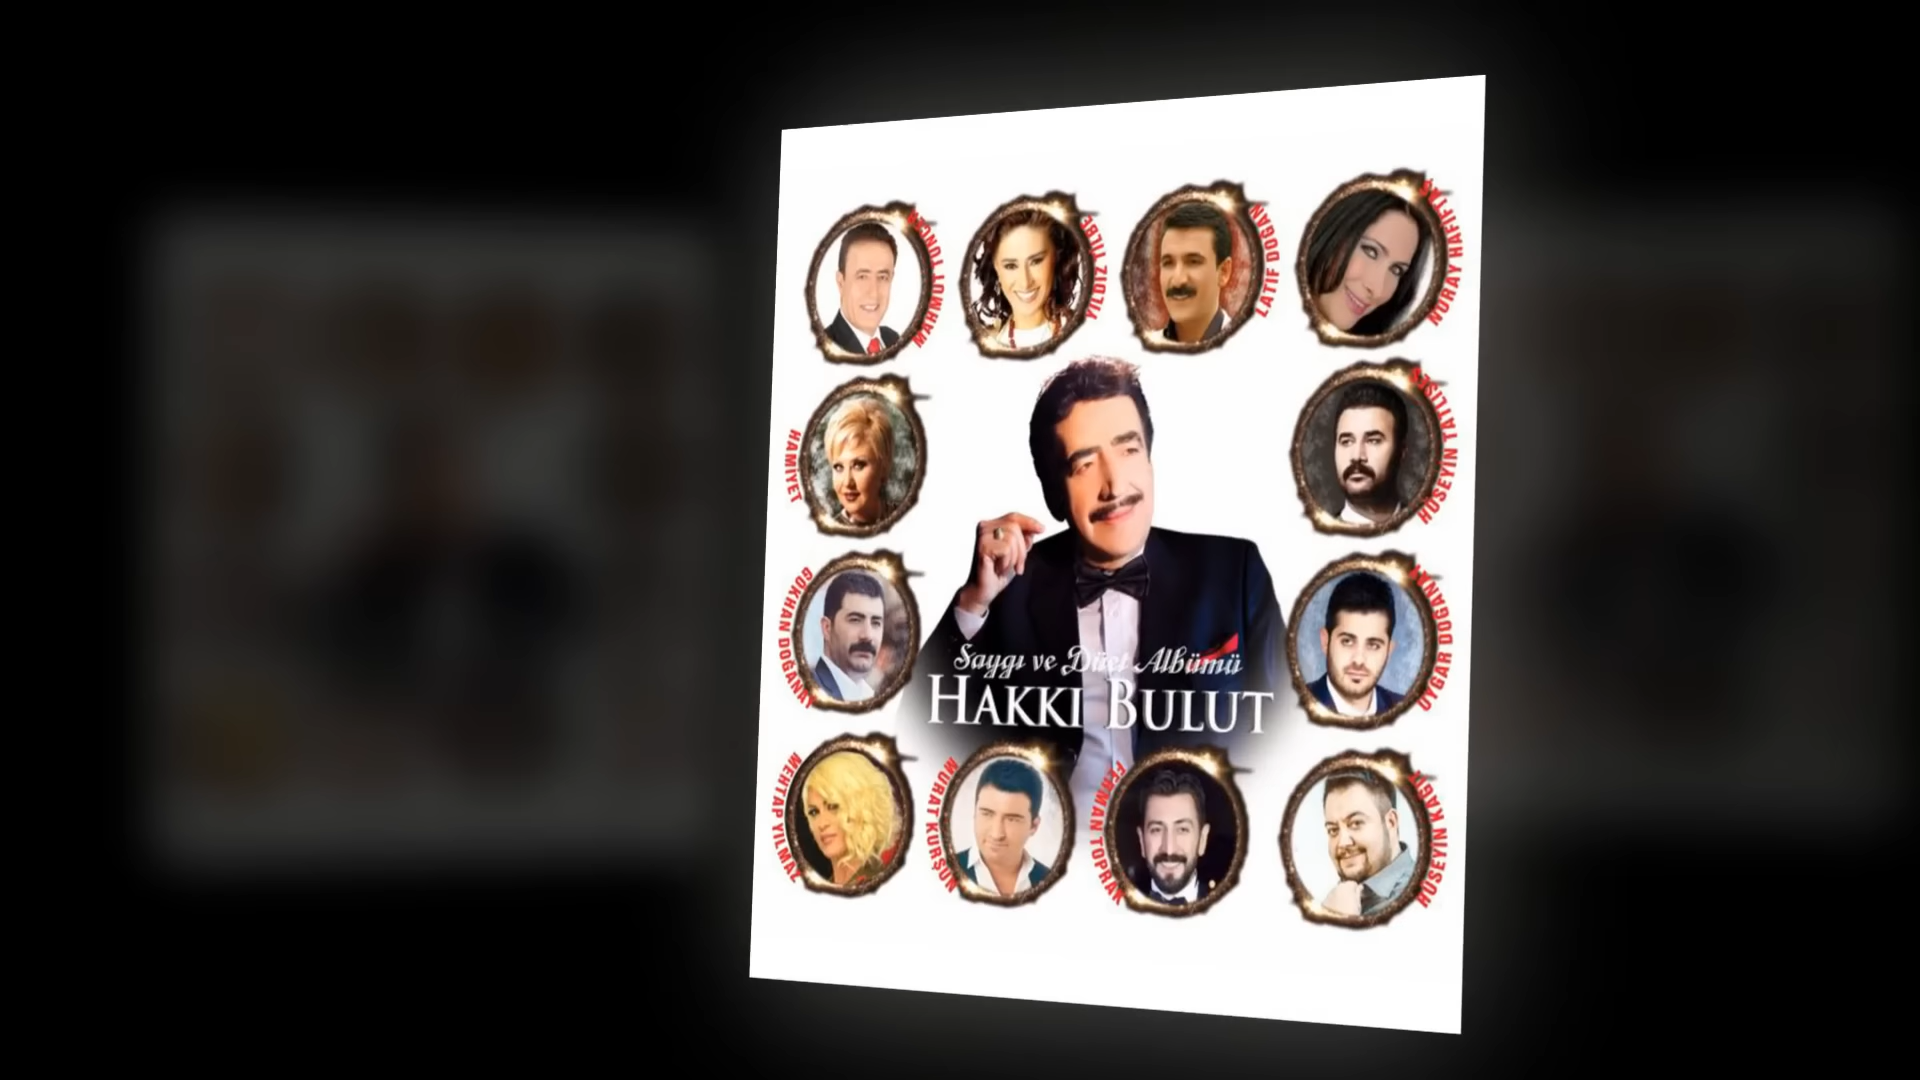 MAHMUT TUNCER
YILDIZ TİLBE
LATİF DOĞAN
NURAY HAFİFTAŞ
HAMİYET
HÜSEYİN TATLISES
GÖKHAN DOĞANAY
UYGAR DOĞANAY
Saygı ve Düet Albümü
HAKKI BULUT
MEHTAP YILMAZ
MURAT KURŞUN
FERMAN TOPRAK
HÜSEYİN KAĞIT